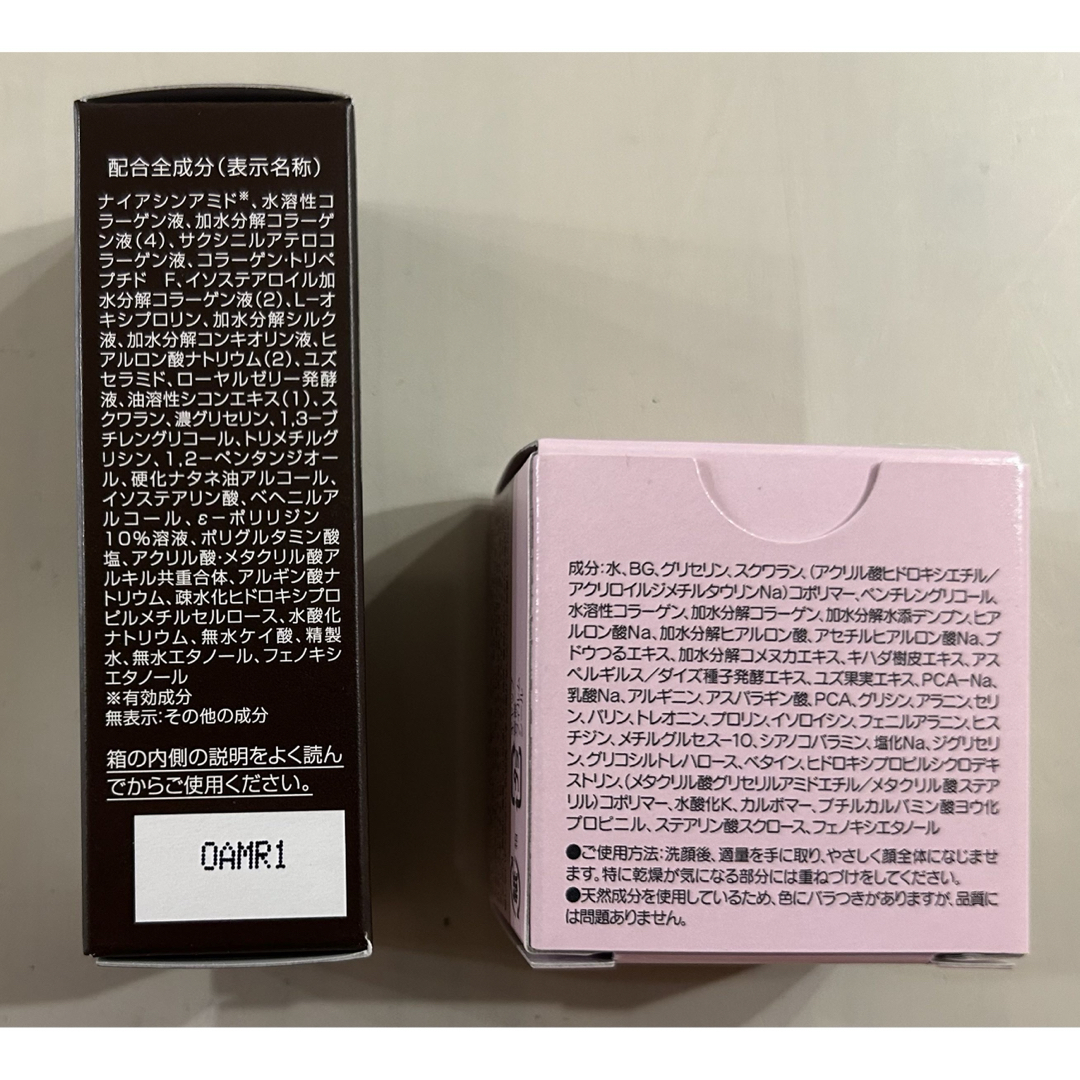 配合全成分(表示名称)
ナイアシンアミド※、水溶性コ
ラーゲン液、加水分解コラーゲ
ン液(4)、サクシニルアテロコ
ラーゲン液、コラーゲン・トリペ
プチド F、イソステアロイル加
水分解コラーゲン液(2)、L-オ
キシプロリン、加水分解シルク
液、加水分解コンキオリン液、ヒ
アルロン酸ナトリウム(2)、ユズ
セラミド、ローヤルゼリー発酵
液、油溶性シコンエキス(1)、ス
クワラン、濃グリセリン、1,3-ブ
チレングリコール、トリメチルグ
リシン、1,2-ペンタンジオー
ル、硬化ナタネ油アルコール、
イソステアリン酸、ベヘニルア
ルコール、ε-ポリリジン
10%溶液、ポリグルタミン酸
塩、アクリル酸・メタクリル酸ア
ルキル共重合体、アルギン酸ナ
トリウム、疎水化ヒドロキシプロ
ピルメチルセルロース、水酸化
ナトリウム、無水ケイ酸、精製
水、無水エタノール、フェノキシ
エタノール
※有効成分
無表示:その他の成分
箱の内側の説明をよく読ん
でからご使用ください。
OAMR1
成分:水、BG、グリセリン、スクワラン、(アクリル酸ヒドロキシエチル/
アクリロイルジメチルタウリンNa)コポリマー、ペンチレングリコール、
水溶性コラーゲン、加水分解コラーゲン、加水分解水添デンプン、ヒア
ルロン酸Na、加水分解ヒアルロン酸、アセチルヒアルロン酸Na、ブ
ドウつるエキス、加水分解コメヌカエキス、キハダ樹皮エキス、アス
ペルギルス/ダイズ種子発酵エキス、ユズ果実エキス、PCA-Na、
乳酸Na、アルギニン、アスパラギン酸、PCA、グリシン、アラニン、セリ
ン、バリン、トレオニン、プロリン、イソロイシン、フェニルアラニン、ヒス
チジン、メチルグルセス-10、シアノコバラミン、塩化Na、ジグリセリ
ン、グリコシルトレハロース、ベタイン、ヒドロキシプロピルシクロデキ
ストリン、(メタクリル酸グリセリルアミドエチル/メタクリル酸ステア
リル)コポリマー、水酸化K、カルボマー、ブチルカルバミン酸ヨウ化
プロピニル、ステアリン酸スクロース、フェノキシエタノール
●ご使用方法:洗顔後、適量を手に取り、やさしく顔全体になじませ
ます。特に乾燥が気になる部分には重ねづけをしてください。
●天然成分を使用しているため、色にバラつきがありますが、品質に
は問題ありません。